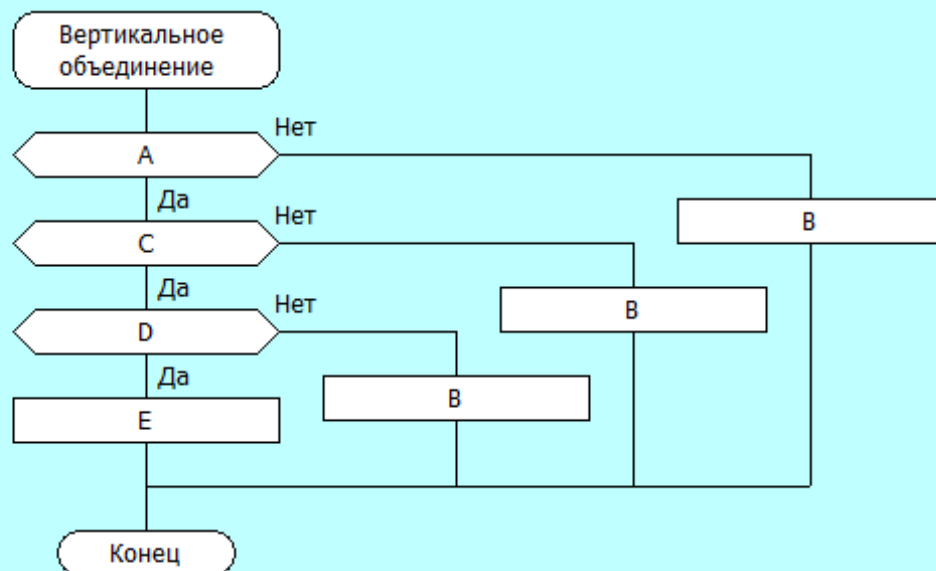 Вертикальное
объединение
Нет
A
Да
Нет
B
C
Да
Нет
B
D
Да
B
E
Конец